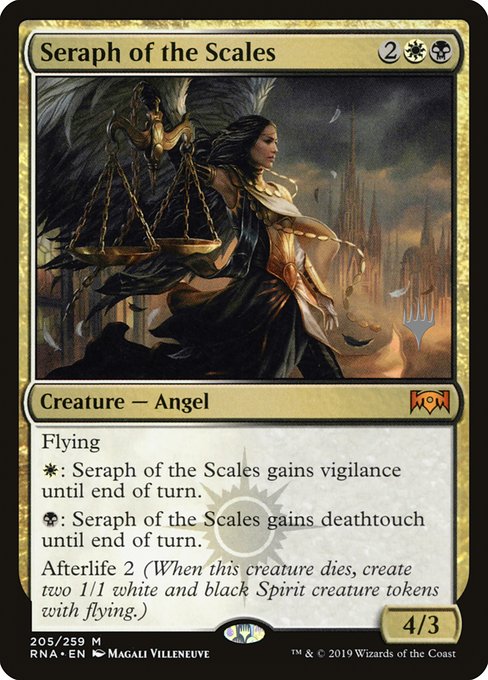 Seraph of the Scales 2
Creature — Angel
Flying
: Seraph of the Scales gains vigilance
until end of turn.
: Seraph of the Scales gains deathtouch
until end of turn.
Afterlife 2 (When this creature dies, create
two 1/1 white and black Spirit creature tokens
with flying.)
4/3
205/259 M
RNA • EN Magali Villeneuve
™ & © 2019 Wizards of the Coast